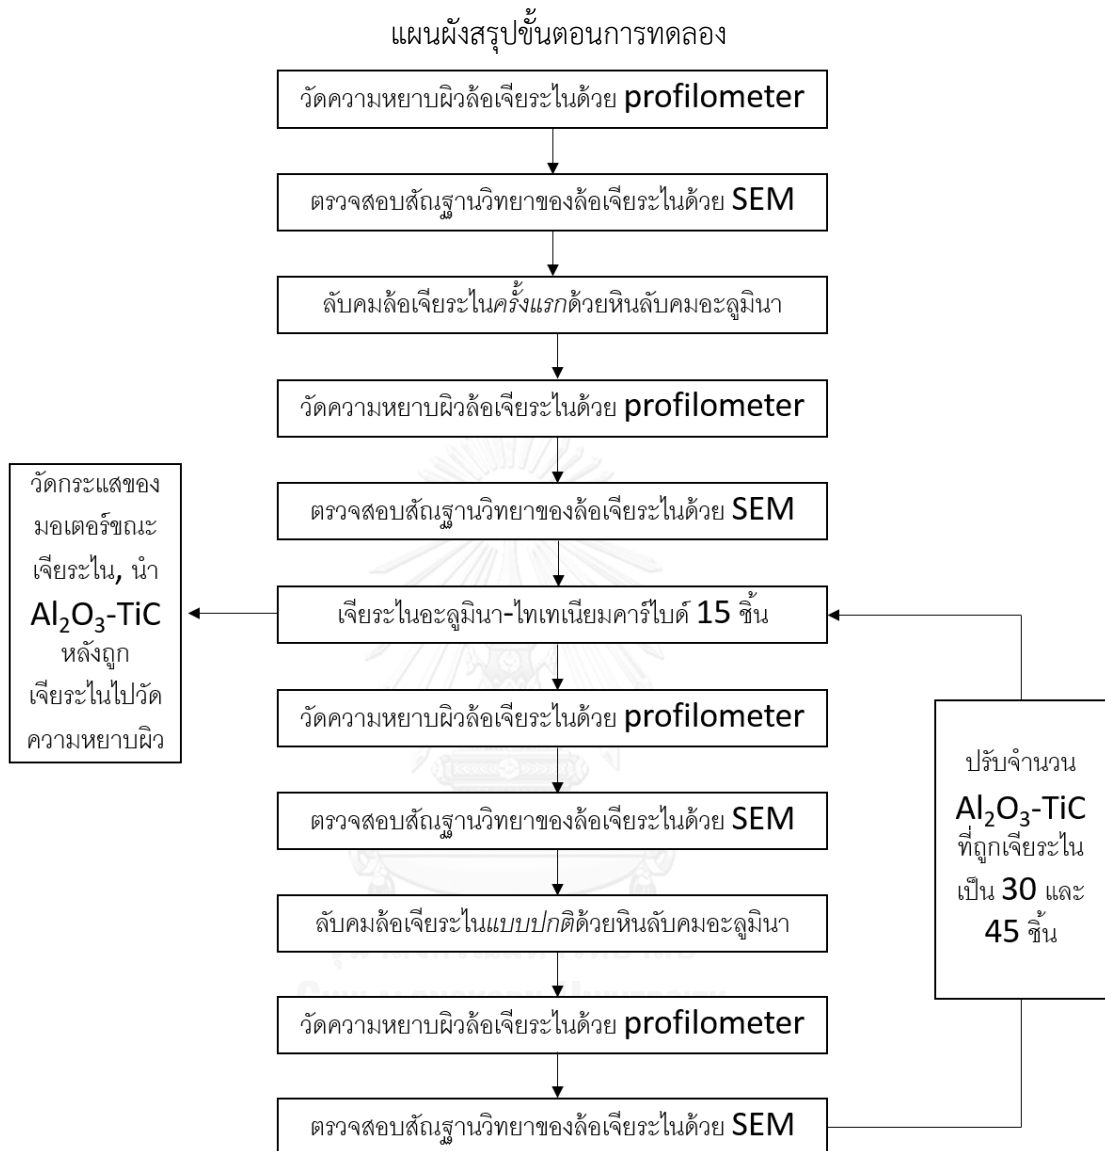 แผนผังสรุปขั้นตอนการทดลอง
วัดความหยาบผิวล้อเจียระไนด้วย profilometer
ตรวจสอบสัณฐานวิทยาของล้อเจียระไนด้วย SEM
ลับคมล้อเจียระไนครั้งแรกด้วยหินลับคมอะลูมินา
วัดความหยาบผิวล้อเจียระไนด้วย profilometer
ตรวจสอบสัณฐานวิทยาของล้อเจียระไนด้วย SEM
เจียระไนอะลูมินา-ไทเทเนียมคาร์ไบด์ 15 ชิ้น
วัดกระแสของ
มอเตอร์ขณะ
เจียระไน, นำ
Al₂O₃-TiC
หลังถูก
เจียระไนไปวัด
ความหยาบผิว
วัดความหยาบผิวล้อเจียระไนด้วย profilometer
ตรวจสอบสัณฐานวิทยาของล้อเจียระไนด้วย SEM
ลับคมล้อเจียระไนแบบปกติด้วยหินลับคมอะลูมินา
วัดความหยาบผิวล้อเจียระไนด้วย profilometer
ตรวจสอบสัณฐานวิทยาของล้อเจียระไนด้วย SEM
ปรับจำนวน
Al₂O₃-TiC
ที่ถูกเจียระไน
เป็น 30 และ
45 ชิ้น